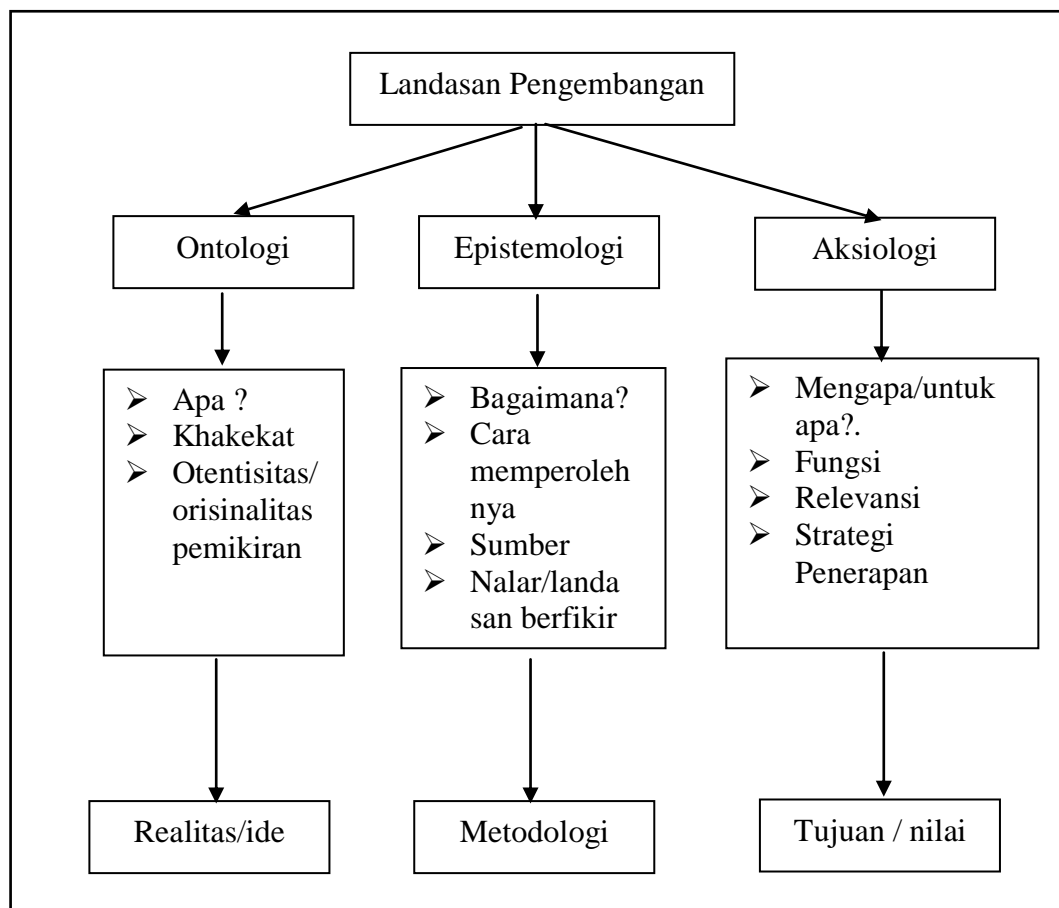 Landasan Pengembangan
Ontologi
Epistemologi
Aksiologi
➢ Apa ?
➢ Khakekat
➢ Otentisitas/
orisinalitas
pemikiran
➢ Bagaimana?
➢ Cara
memperoleh
nya
➢ Sumber
➢ Nalar/landa
san berfikir
➢ Mengapa/untuk
apa?.
➢ Fungsi
➢ Relevansi
➢ Strategi
Penerapan
Realitas/ide
Metodologi
Tujuan / nilai